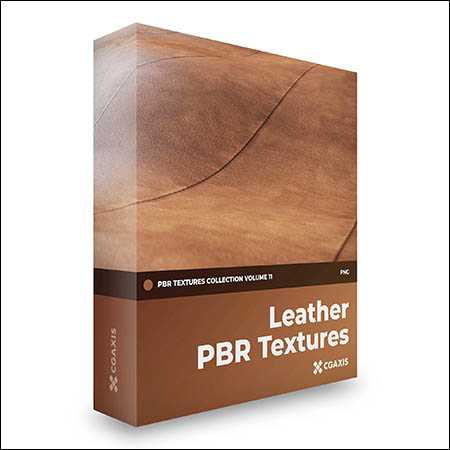 PBR TEXTURES COLLECTION VOLUME 11
PNG
Leather
PBR Textures
CGAXIS
CGAXIS